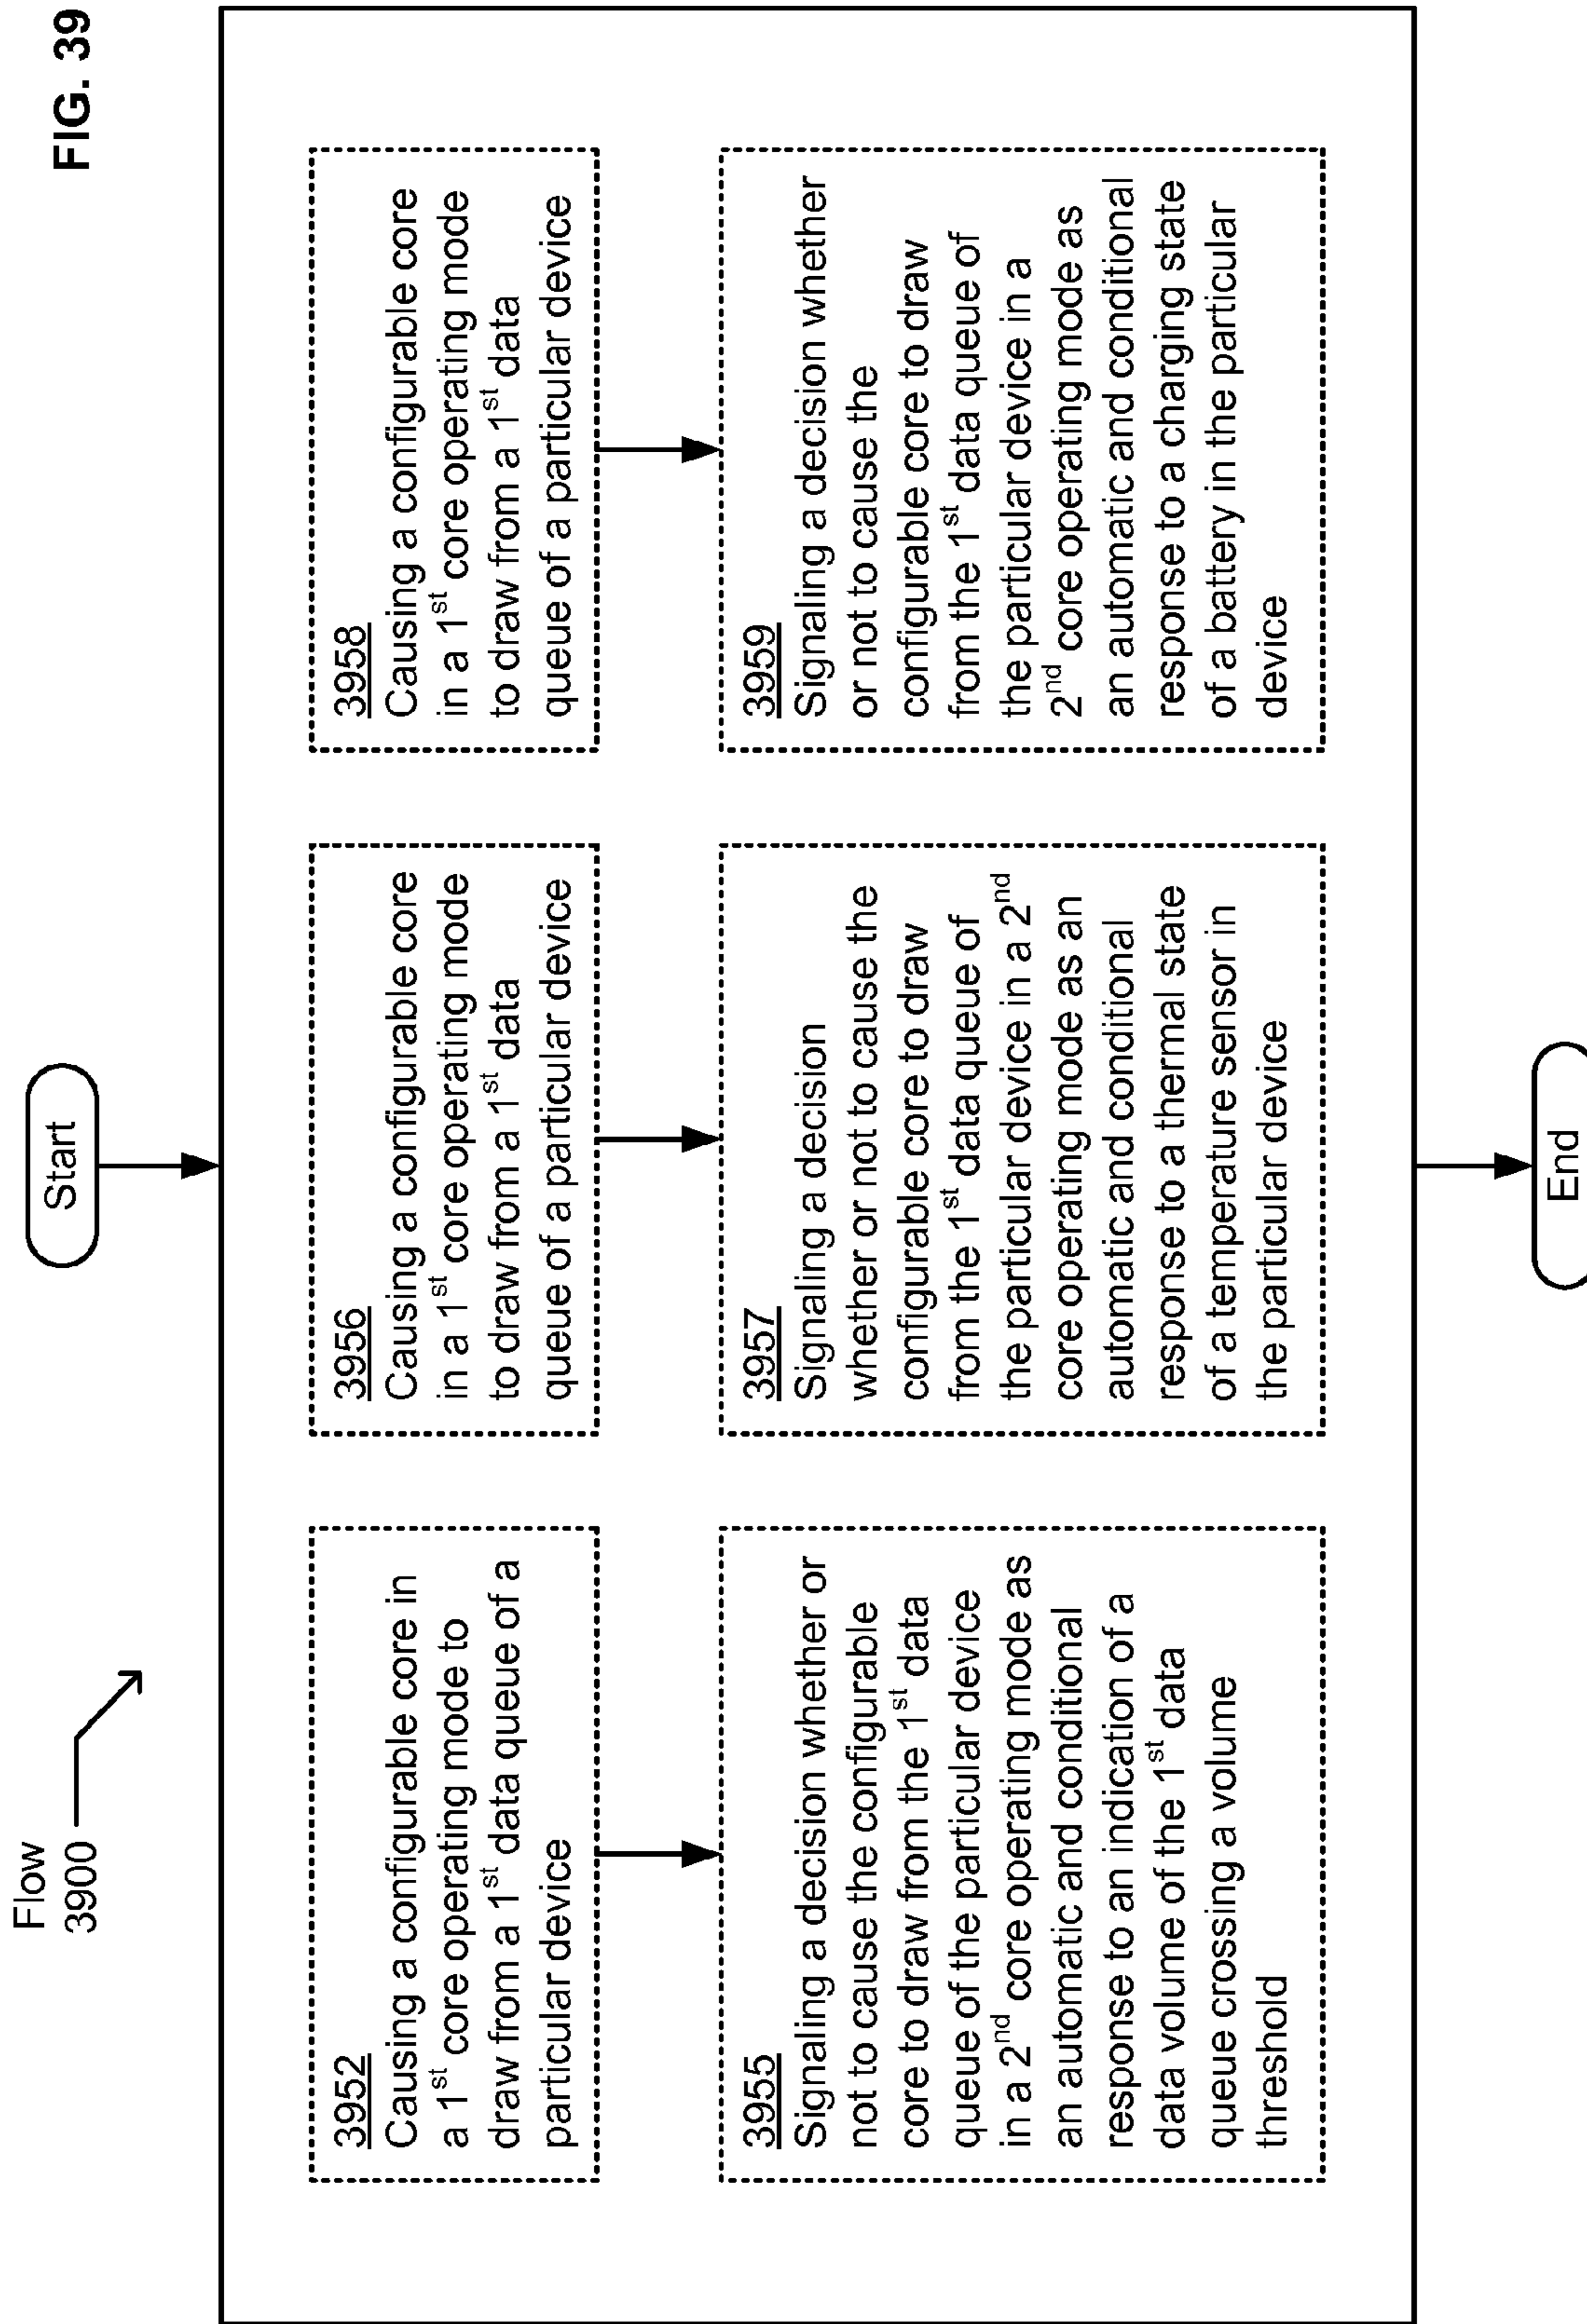 FIG. 39
Flow
3900
Start
3952
Causing a configurable core in
a 1st core operating mode to
draw from a 1st data queue of a
particular device
3955
Signaling a decision whether or
not to cause the configurable
core to draw from the 1st data
queue of the particular device
in a 2nd core operating mode as
an automatic and conditional
response to an indication of a
data volume of the 1st data
queue crossing a volume
threshold
3956
Causing a configurable core
in a 1st core operating mode
to draw from a 1st data
queue of a particular device
3957
Signaling a decision
whether or not to cause the
configurable core to draw
from the 1st data queue of
the particular device in a 2nd
core operating mode as an
automatic and conditional
response to a thermal state
of a temperature sensor in
the particular device
3958
Causing a configurable core
in a 1st core operating mode
to draw from a 1st data
queue of a particular device
3959
Signaling a decision whether
or not to cause the
configurable core to draw
from the 1st data queue of
the particular device in a
2nd core operating mode as
an automatic and conditional
response to a charging state
of a battery in the particular
device
End